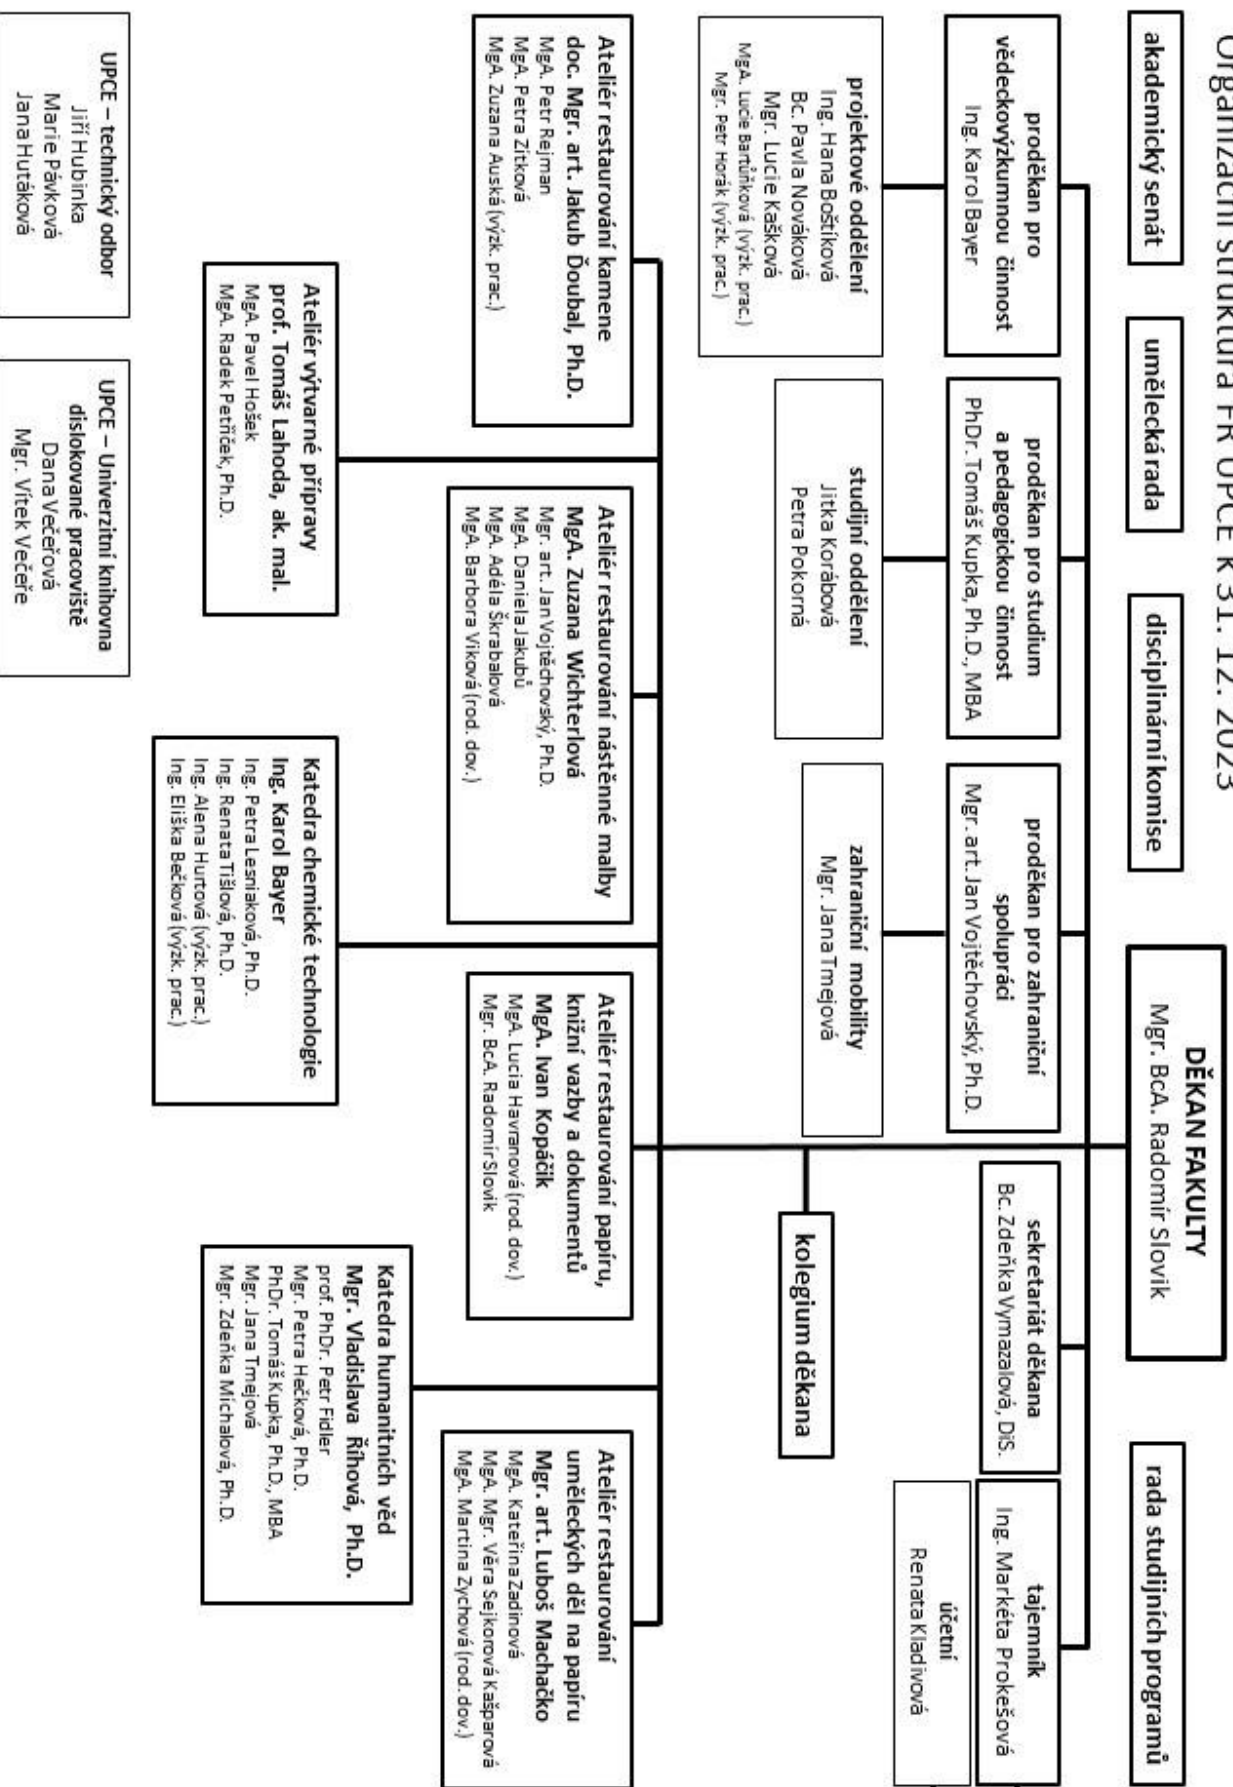 Organizační struktura FR UPCE k 31. 12. 2023
akademický senát
umělecká rada
disciplinární komise
DĚKAN FAKULTY
Mgr. BcA. Radomír Slovik
rada studijních programů
proděkan pro
vědeckovýzkumnou činnost
Ing. Karol Bayer
proděkan pro studium
a pedagogickou činnost
PhDr. Tomáš Kupka, Ph.D., MBA
proděkan pro zahraniční
spolupráci
Mgr. art. Jan Vojtěchovský, Ph.D.
sekretariát děkana
Bc. Zdeňka Vymazalová, DiS.
tajemník
Ing. Markéta Prokešová
projektové oddělení
Ing. Hana Boštíková
Bc. Pavla Nováková
Mgr. Lucie Kašková
MgA. Lucie Bartůňková (výzk. prac.)
Mgr. Petr Horák (výzk. prac.)
studijní oddělení
Jitka Korábová
Petra Pokorná
zahraniční mobility
Mgr. Jana Tmejová
účetní
Renata Kladivová
kolegium děkana
Ateliér restaurování kamene
doc. Mgr. art. Jakub Ďoubal, Ph.D.
MgA. Petr Rejman
MgA. Petra Zítková
MgA. Zuzana Auská (výzk. prac.)
Ateliér restaurování nástěnné malby
MgA. Zuzana Wichterlová
Mgr. art. Jan Vojtěchovský, Ph.D.
MgA. Daniela Jakubů
MgA. Adéla Škrabalová
MgA. Barbora Viková (rod. dov.)
Ateliér restaurování papíru,
knižní vazby a dokumentů
MgA. Ivan Kopáčik
MgA. Lucia Havranová (rod. dov.)
Mgr. BcA. Radomír Slovik
Ateliér restaurování
uměleckých děl na papíru
Mgr. art. Luboš Machačko
MgA. Kateřina Zadinová
MgA. Mgr. Věra Sejkorová Kašparová
MgA. Martina Zychová (rod. dov.)
Ateliér výtvarné přípravy
prof. Tomáš Lahoda, ak. mal.
MgA. Pavel Hošek
MgA. Radek Petříček, Ph.D.
Katedra chemické technologie
Ing. Karol Bayer
Ing. Petra Lesniaková, Ph.D.
Ing. Renata Tišlová, Ph.D.
Ing. Alena Hurtová (výzk. prac.)
Ing. Eliška Bečková (výzk. prac.)
Katedra humanitních věd
Mgr. Vladislava Říhová, Ph.D.
prof. PhDr. Petr Fidler
Mgr. Petra Hečková, Ph.D.
PhDr. Tomáš Kupka, Ph.D., MBA
Mgr. Jana Tmejová
Mgr. Zdeňka Míchalová, Ph.D.
UPCE – technický odbor
Jiří Hubinka
Marie Pávková
Jana Hutáková
UPCE – Univerzitní knihovna
dislokované pracoviště
Dana Večeřová
Mgr. Vítek Večeře